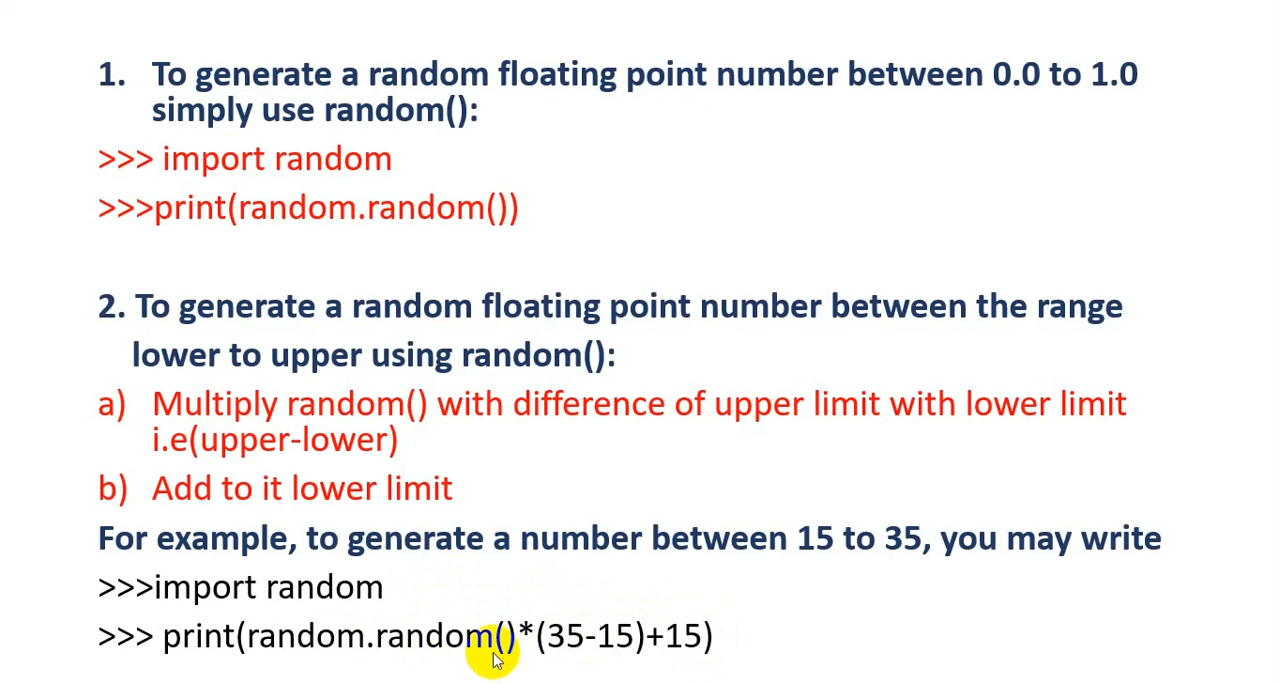 1. To generate a random floating point number between 0.0 to 1.0
simply use random():
>>> import random
>>>print(random.random())
2. To generate a random floating point number between the range
lower to upper using random():
a) Multiply random() with difference of upper limit with lower limit
i.e(upper-lower)
b) Add to it lower limit
For example, to generate a number between 15 to 35, you may write
>>>import random
>>> print(random.random()*(35-15)+15)